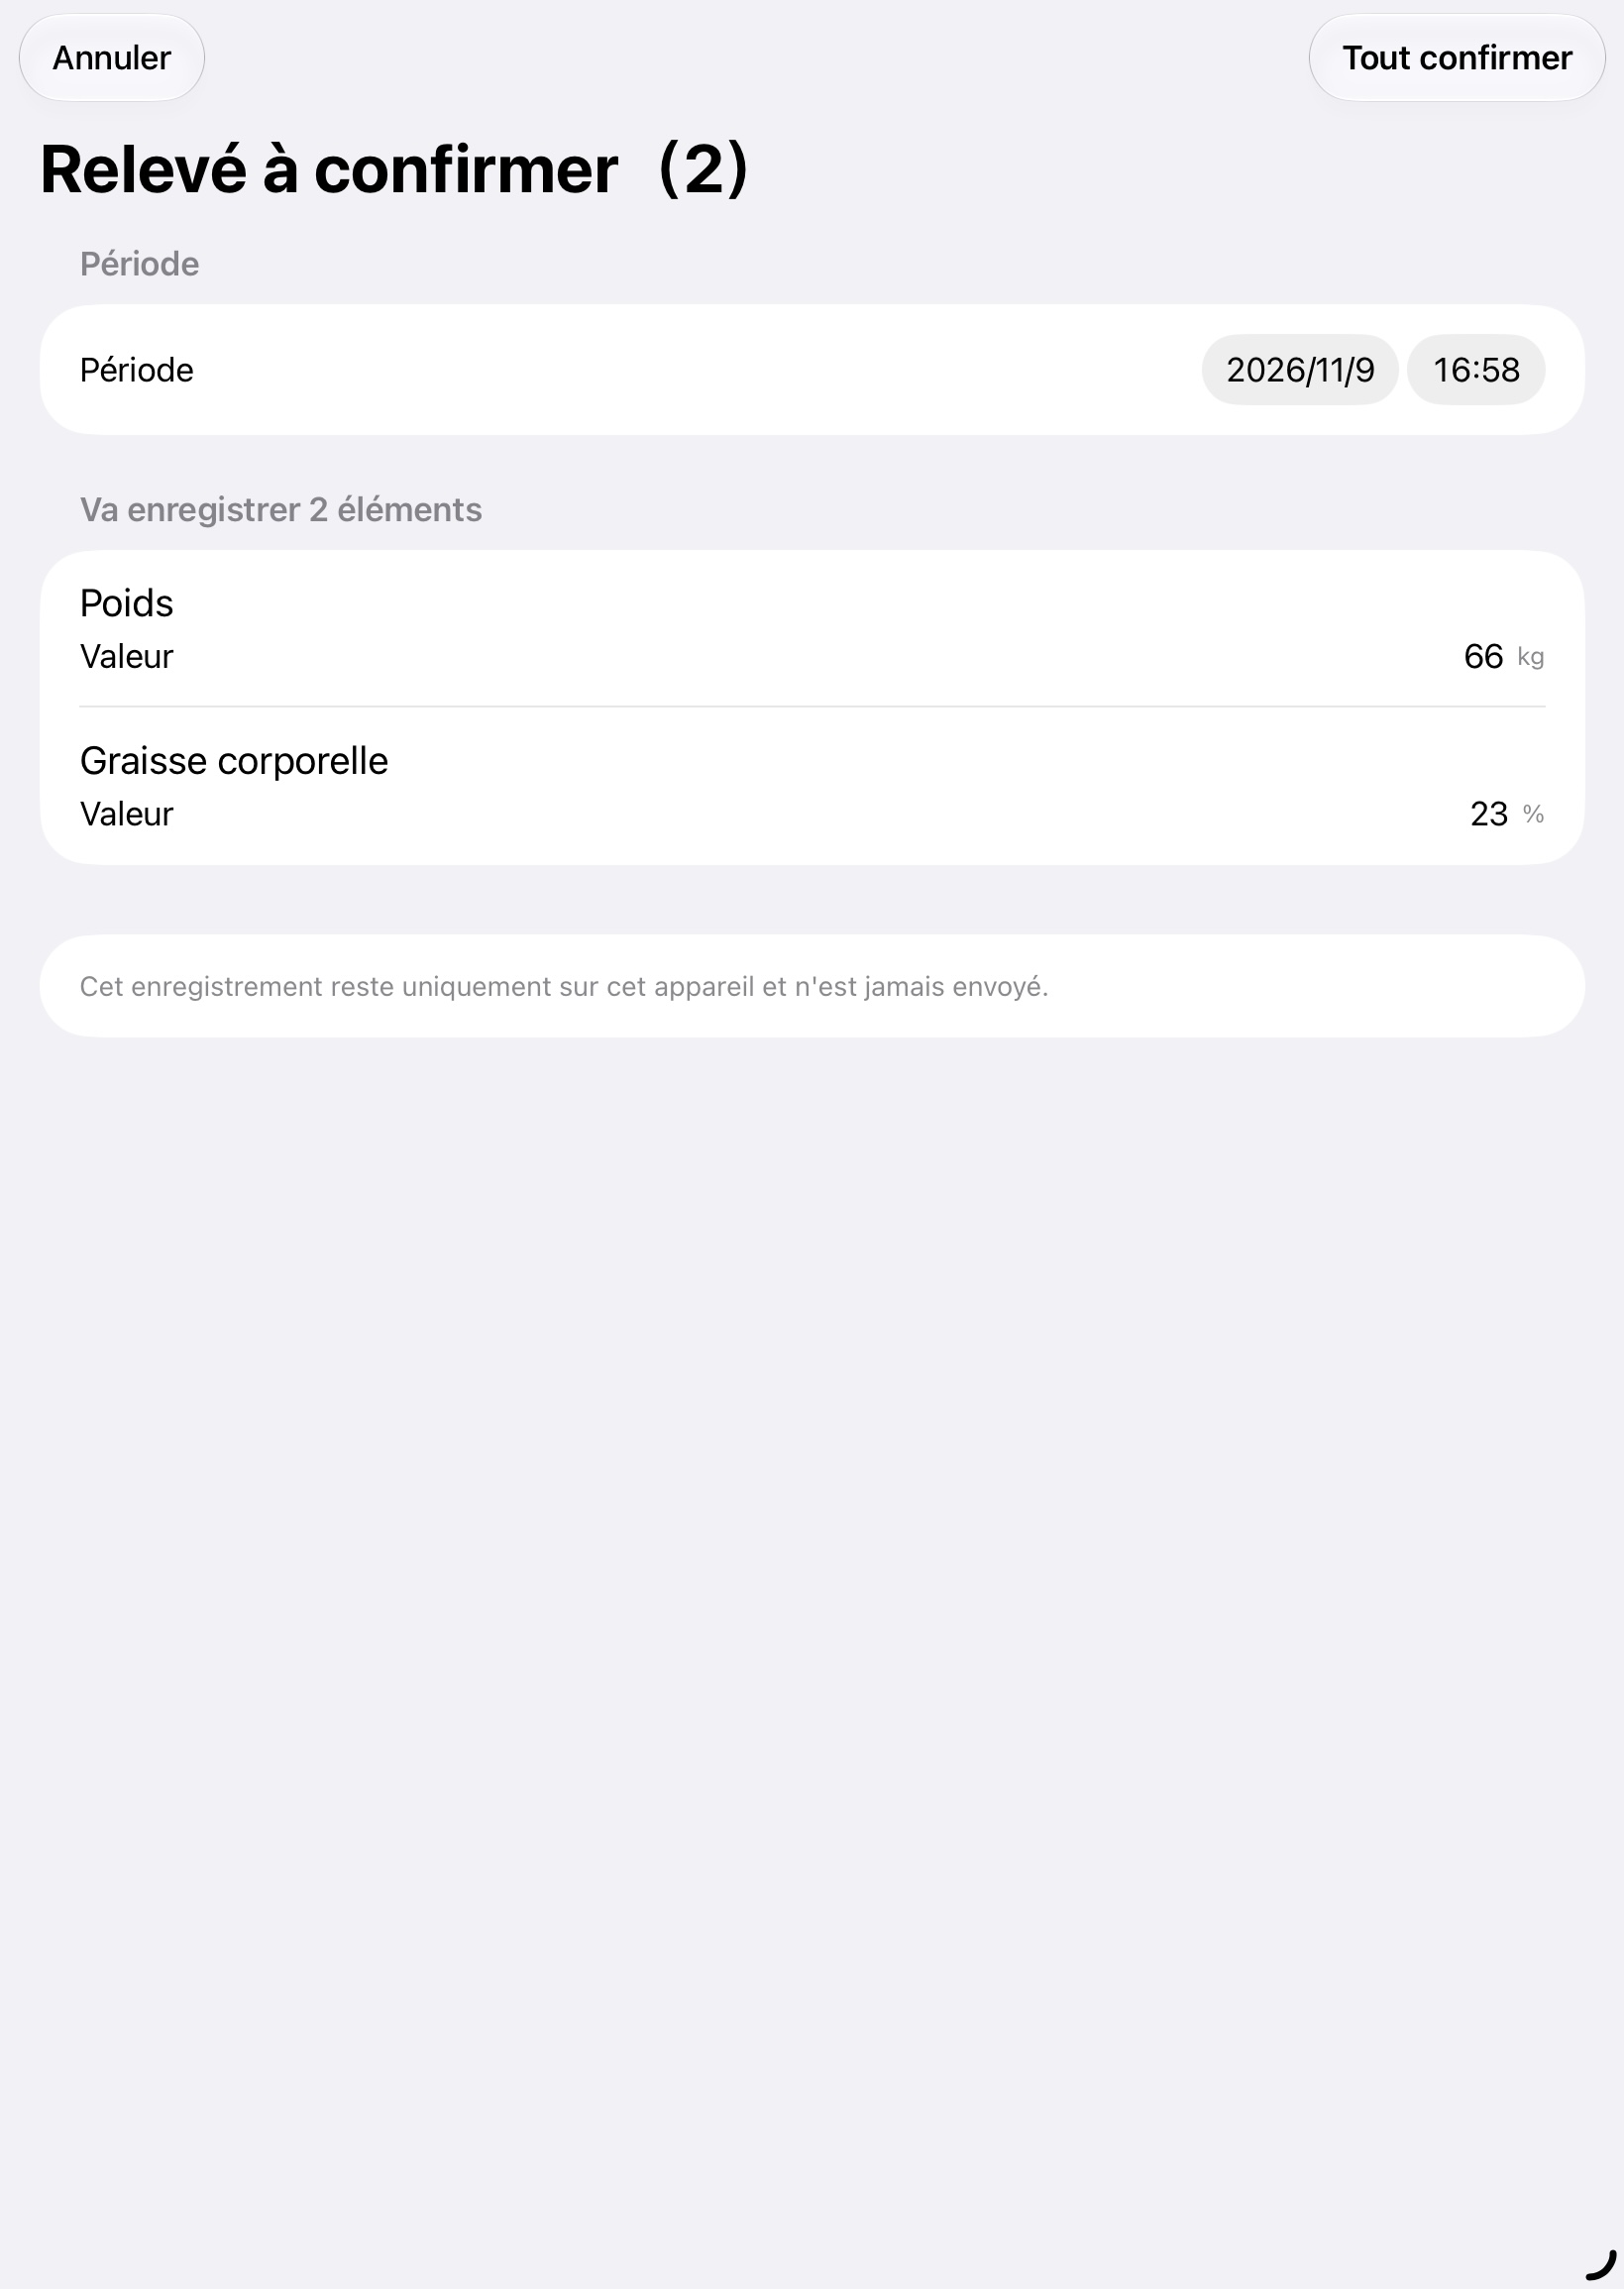 Annuler
Tout confirmer
Relevé à confirmer（2）
Période
Période 2026/11/9 16:58
Va enregistrer 2 éléments
Poids
Valeur 66 kg
Graisse corporelle
Valeur 23 %
Cet enregistrement reste uniquement sur cet appareil et n'est jamais envoyé.